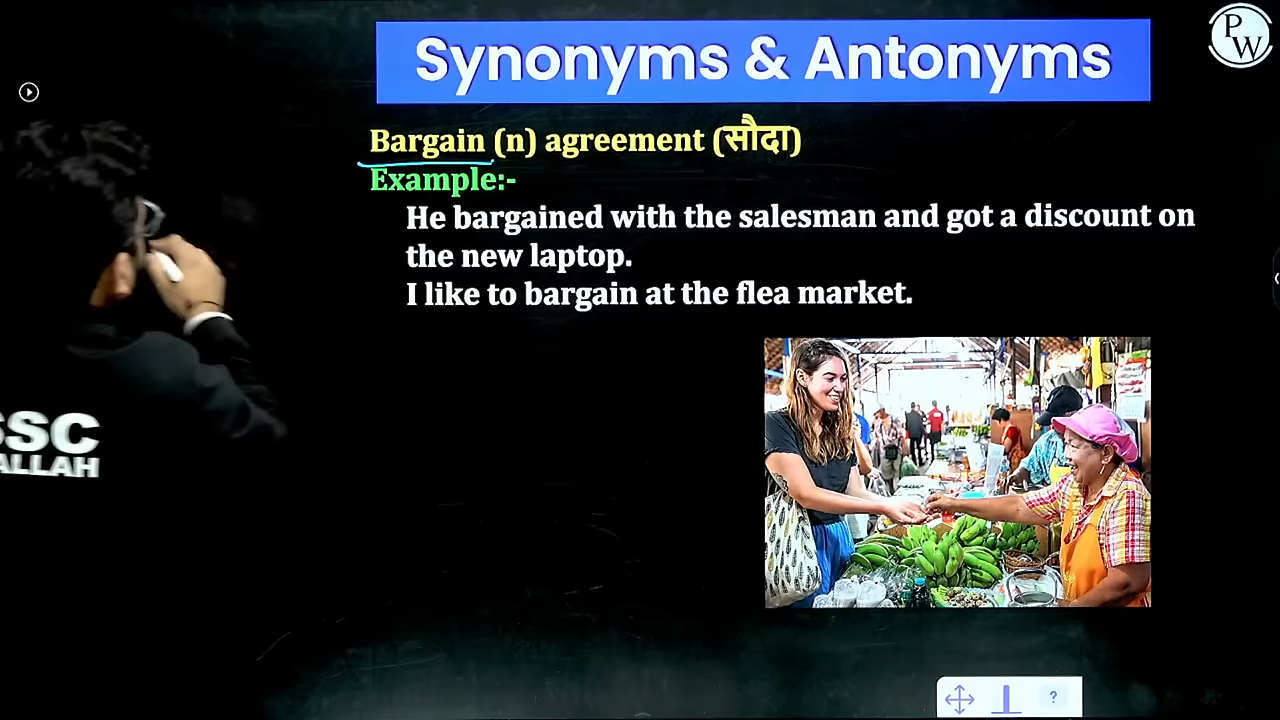 Synonyms & Antonyms
PW
Bargain (n) agreement (सौदा)
Example:-
He bargained with the salesman and got a discount on
the new laptop.
I like to bargain at the flea market.
SSC
ALLAH
?